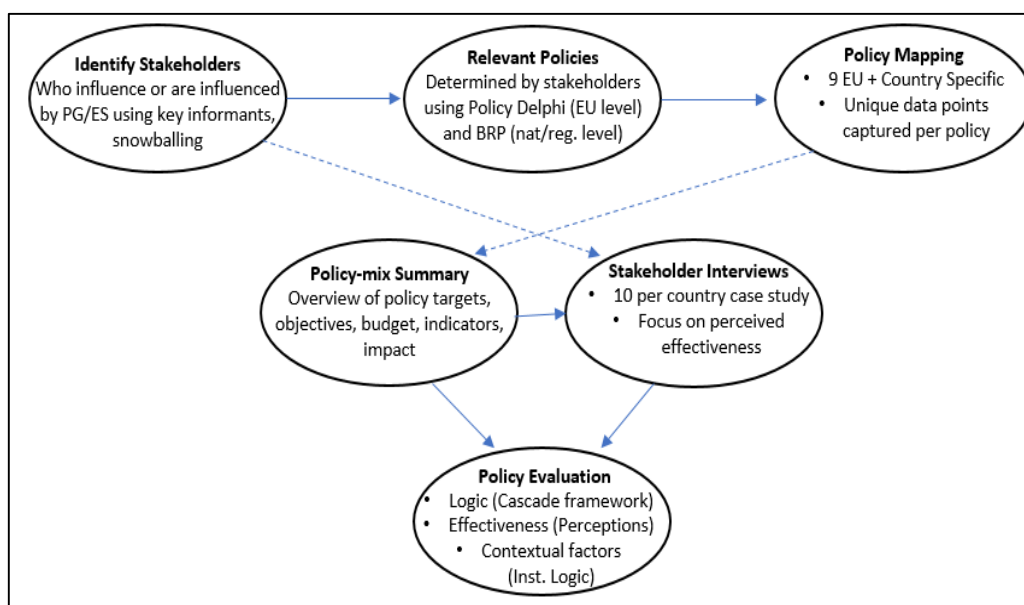 Identify Stakeholders
Who influence or are influenced
by PG/ES using key informants,
snowballing
Relevant Policies
Determined by stakeholders
using Policy Delphi (EU level)
and BRP (nat/reg. level)
Policy Mapping
• 9 EU + Country Specific
• Unique data points
captured per policy
Policy-mix Summary
Overview of policy targets,
objectives, budget, indicators,
impact
Stakeholder Interviews
• 10 per country case study
• Focus on perceived
effectiveness
Policy Evaluation
• Logic (Cascade framework)
• Effectiveness (Perceptions)
• Contextual factors
(Inst. Logic)